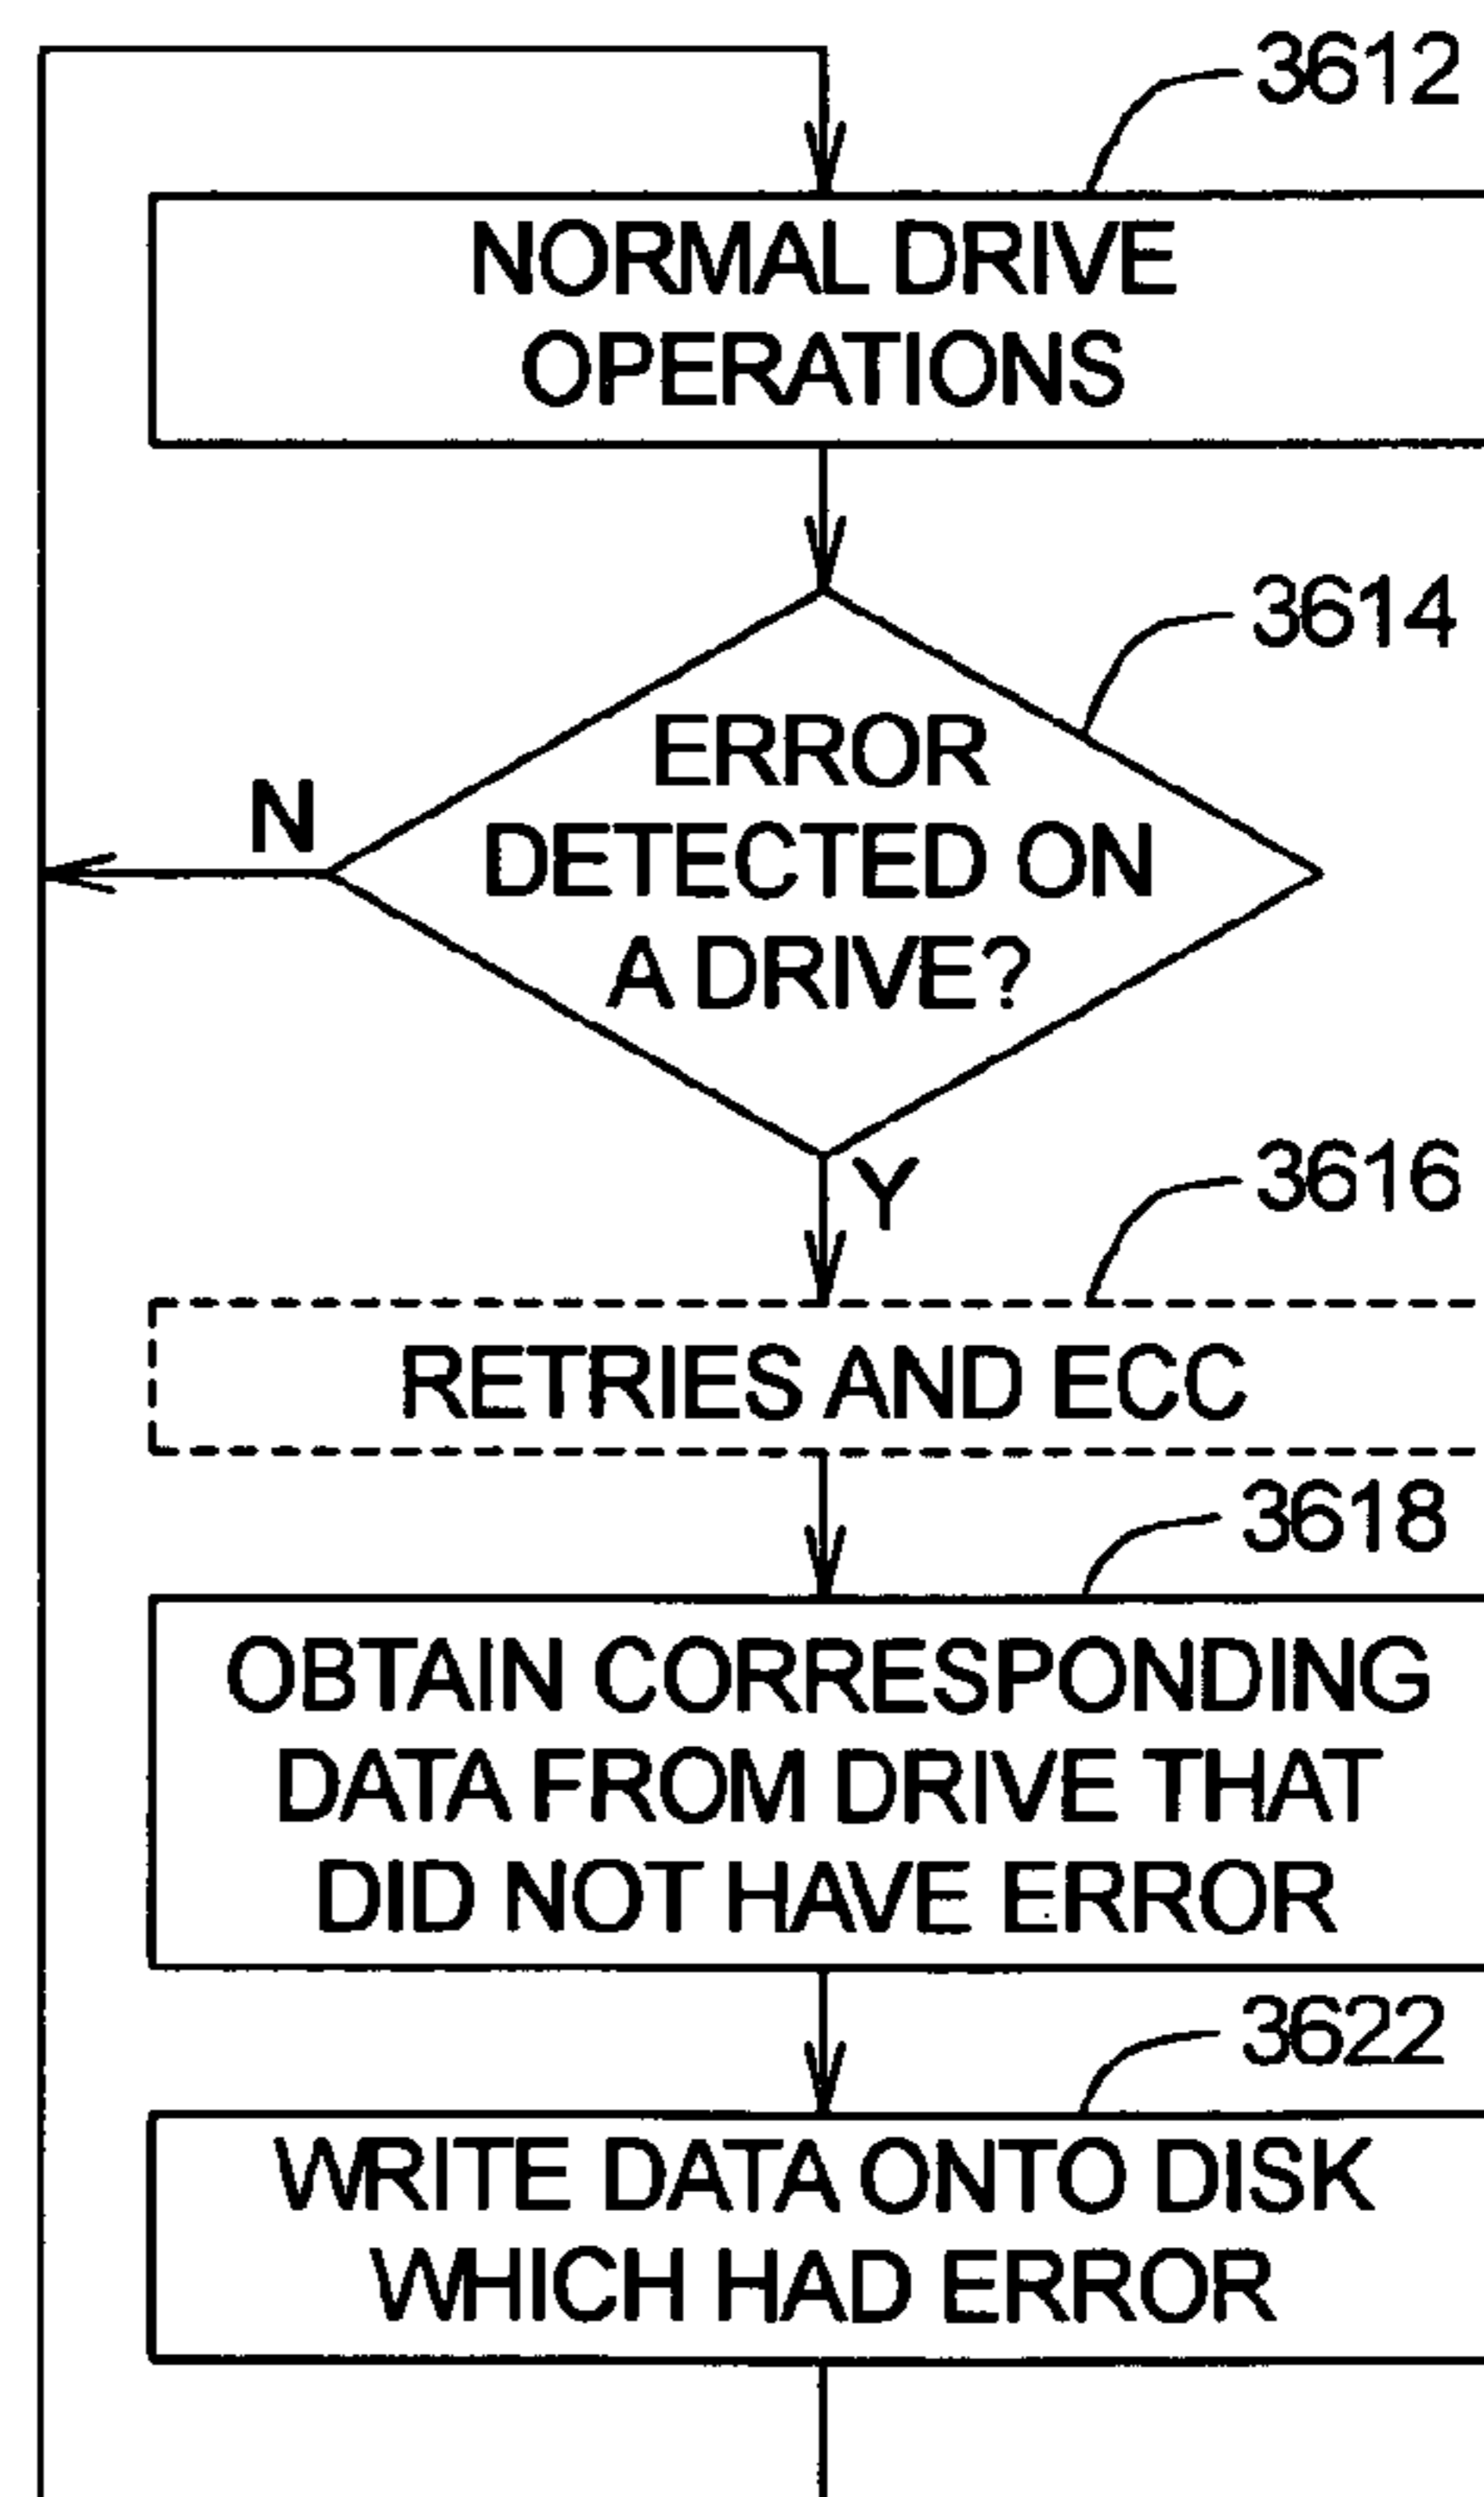 3612
NORMAL DRIVE
OPERATIONS
3614
ERROR
DETECTED ON
A DRIVE?
N
Y
3616
RETRIES AND ECC
3618
OBTAIN CORRESPONDING
DATA FROM DRIVE THAT
DID NOT HAVE ERROR
3622
WRITE DATA ONTO DISK
WHICH HAD ERROR